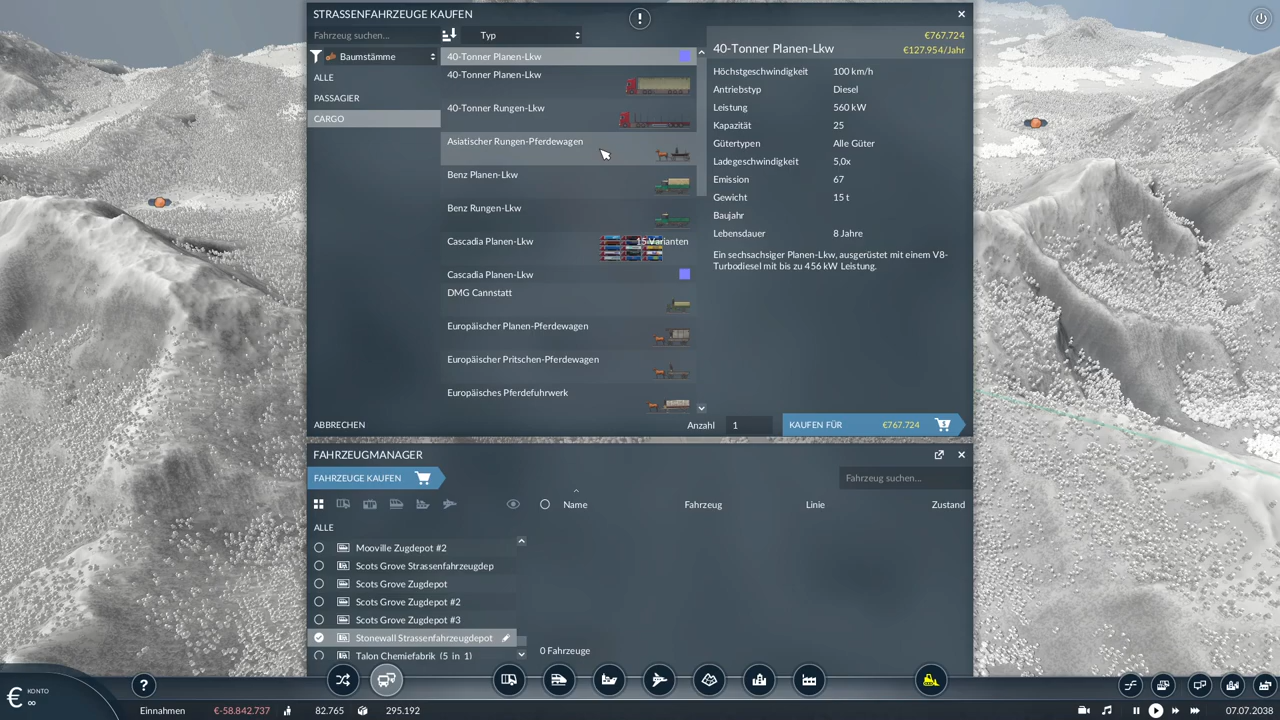 STRASSENFAHRZEUGE KAUFEN
Fahrzeug suchen...
Typ
Baumstämme
ALLE
PASSAGIER
CARGO
40-Tonner Planen-Lkw
40-Tonner Planen-Lkw
40-Tonner Rungen-Lkw
Asiatischer Rungen-Pferdewagen
Benz Planen-Lkw
Benz Rungen-Lkw
Cascadia Planen-Lkw
15 Varianten
Cascadia Planen-Lkw
DMG Cannstatt
Europäischer Planen-Pferdewagen
Europäischer Pritschen-Pferdewagen
Europäisches Pferdefuhrwerk
€767.724
40-Tonner Planen-Lkw
€127.954/Jahr
Höchstgeschwindigkeit 100 km/h
Antriebstyp Diesel
Leistung 560 kW
Kapazität 25
Gütertypen Alle Güter
Ladegeschwindigkeit 5,0x
Emission 67
Gewicht 15 t
Baujahr
Lebensdauer 8 Jahre
Ein sechsachsiger Planen-Lkw, ausgerüstet mit einem V8-
Turbodiesel mit bis zu 456 kW Leistung.
ABBRECHEN
Anzahl 1
KAUFEN FÜR €767.724
FAHRZEUGMANAGER
FAHRZEUGE KAUFEN
Fahrzeug suchen...
Name Fahrzeug Linie Zustand
ALLE
Mooville Zugdepot #2
Scots Grove Strassenfahrzeugdep
Scots Grove Zugdepot
Scots Grove Zugdepot #2
Scots Grove Zugdepot #3
Stonewall Strassenfahrzeugdepot
Talon Chemiefabrik (5 in 1)
0 Fahrzeuge
€ KONTO
∞
?
Einnahmen €-58.842.737 82.765 295.192
07.07.2038